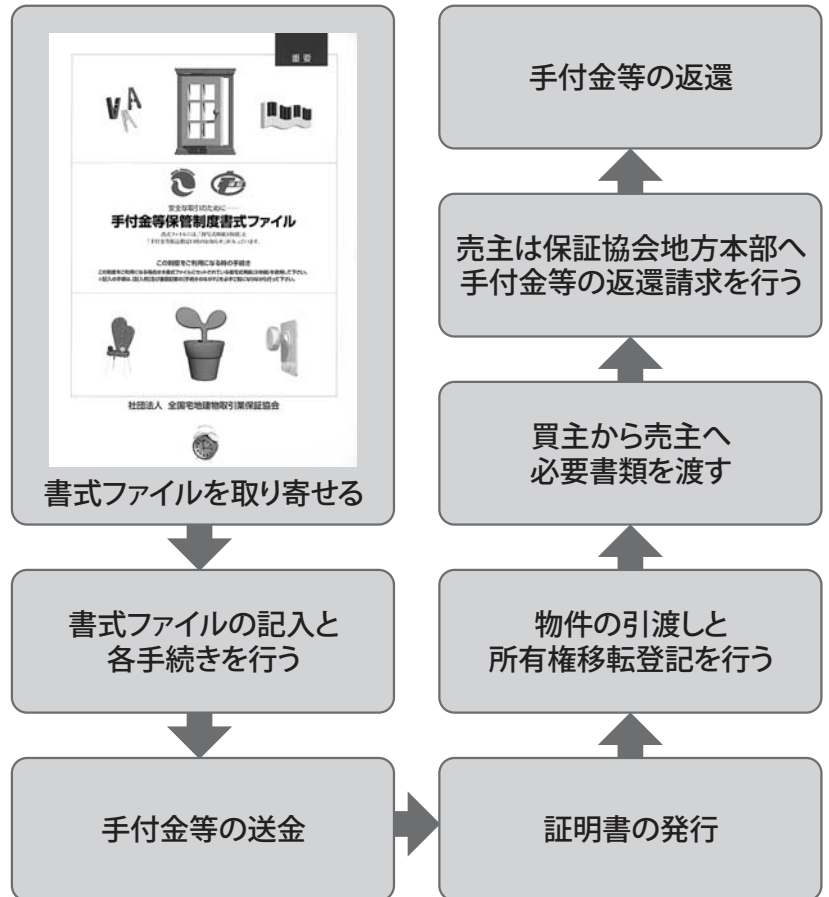 重要
安全な取引のために
手付金等保管制度書式ファイル
この制度をご利用になる時の手続き
社団法人 全国宅地建物取引業保証協会
書式ファイルを取り寄せる
書式ファイルの記入と
各手続きを行う
手付金等の送金
証明書の発行
物件の引渡しと
所有権移転登記を行う
買主から売主へ
必要書類を渡す
売主は保証協会地方本部へ
手付金等の返還請求を行う
手付金等の返還